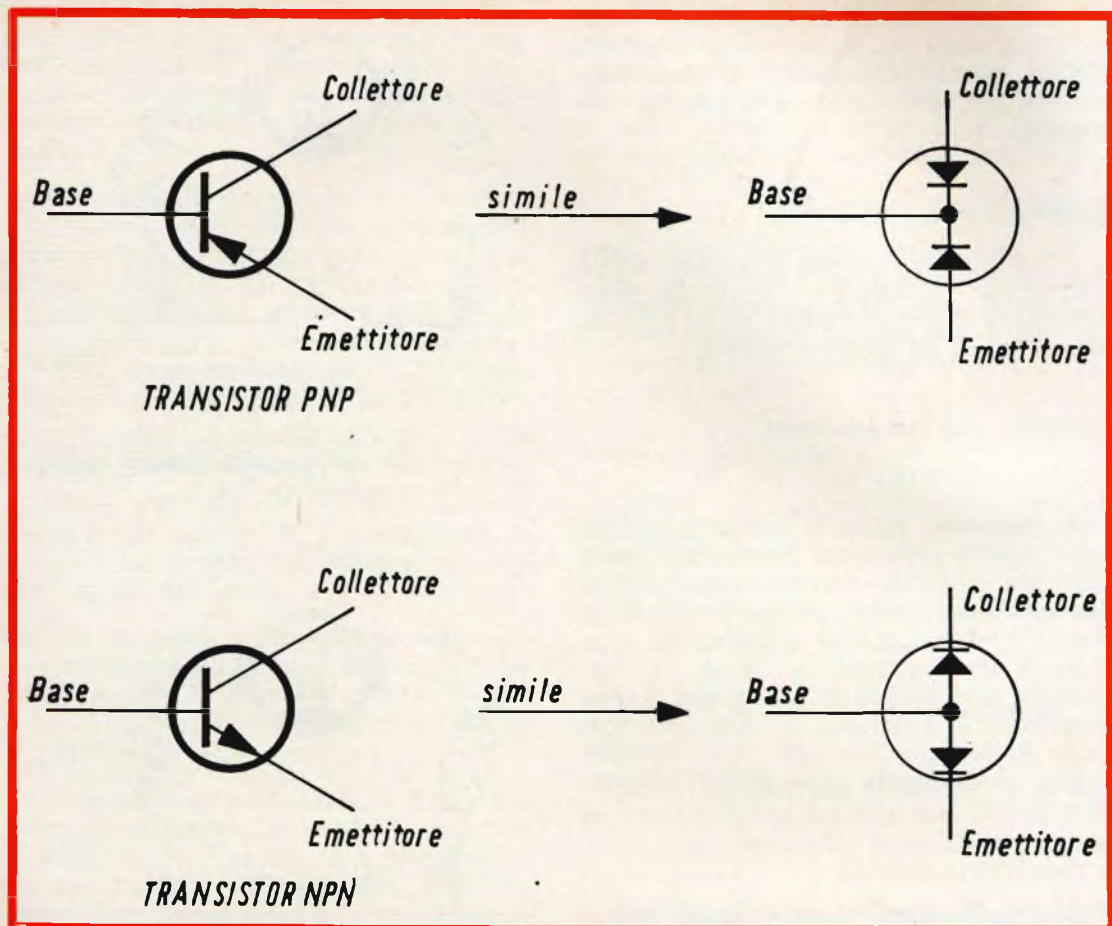 Collettore
Base
Emettitore
TRANSISTOR PNP
simile
Collettore
Base
Emettitore
Collettore
Base
Emettitore
TRANSISTOR NPN
simile
Collettore
Base
Emettitore